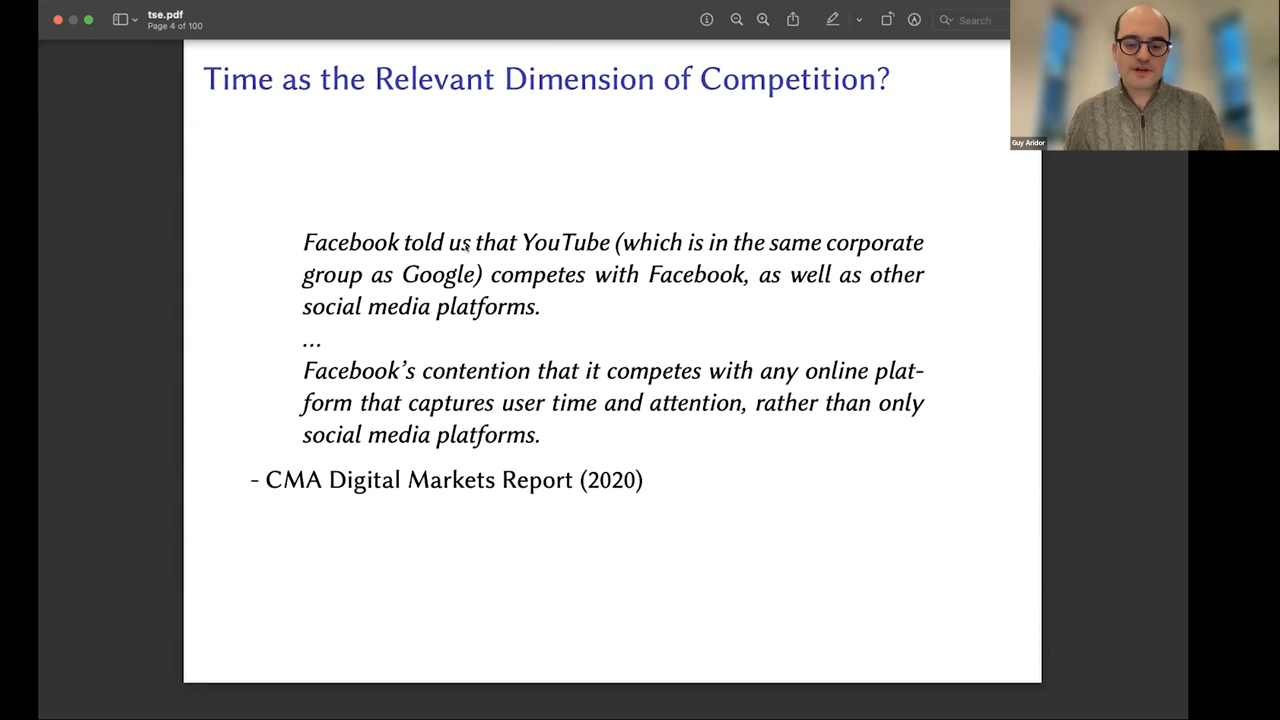 tse.pdf
Page 4 of 100
Search
Time as the Relevant Dimension of Competition?
Guy Aridor
Facebook told us that YouTube (which is in the same corporate
group as Google) competes with Facebook, as well as other
social media platforms.
...
Facebook's contention that it competes with any online plat-
form that captures user time and attention, rather than only
social media platforms.
- CMA Digital Markets Report (2020)